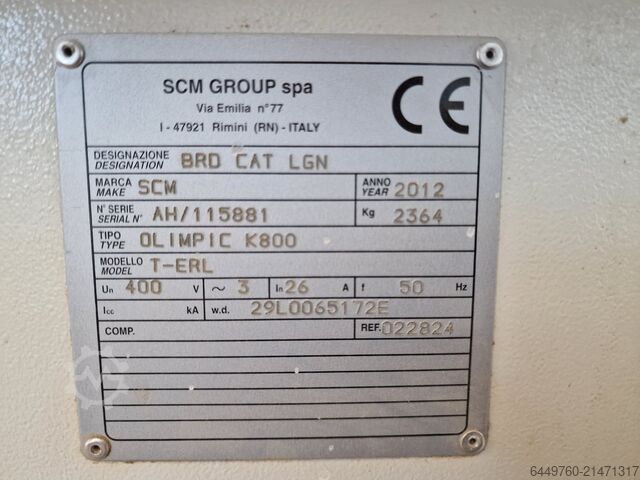 SCM GROUP spa
Via Emilia n°77
I - 47921 Rimini (RN) - ITALY
CE
DESIGNAZIONE
DESIGNATION BRD CAT LGN
MARCA
MAKE SCM ANNO
YEAR 2012
N° SERIE
SERIAL N° AH/115881 Kg 2364
TIPO
TYPE OLIMPIC K800
MODELLO
MODEL T-ERL
Un 400 V ~ 3 In 26 A f 50 Hz
Icc kA w.d. 29L0065172E
COMP. REF. 022824
6449760-21471317